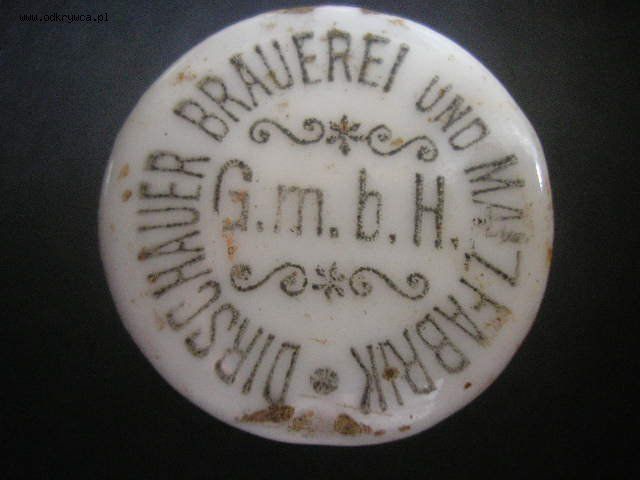 www.odkrywca.pl
DIRSCHAUER BRAUEREI UND MALZFABRIK
G.m.b.H.